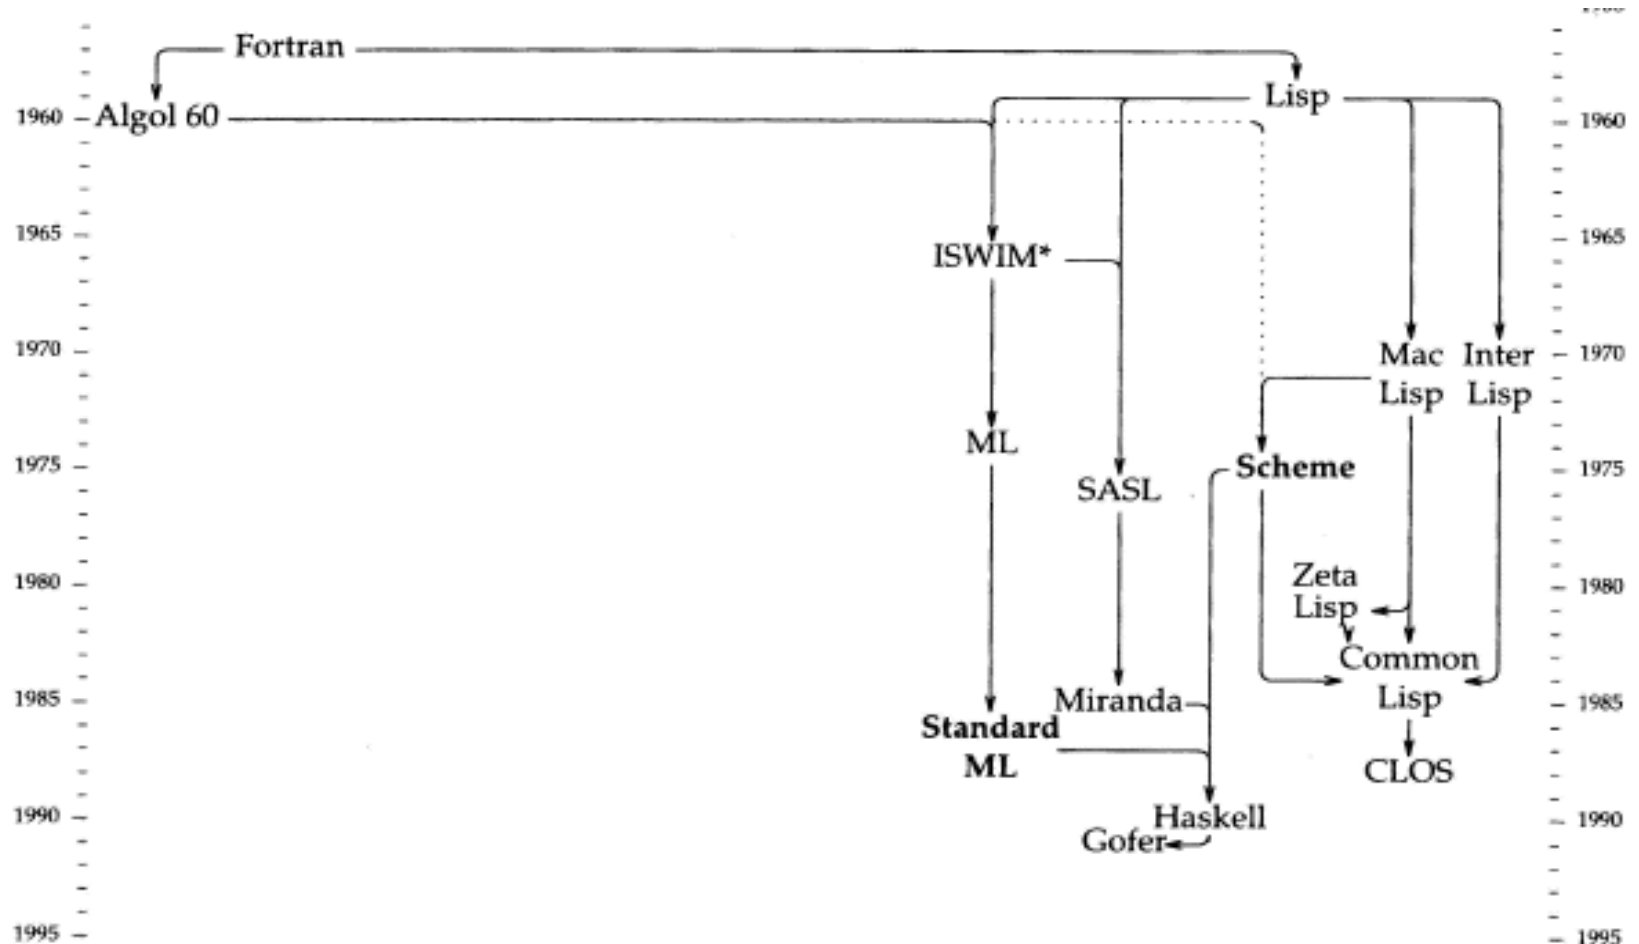 Fortran
Lisp
1960
Algol 60
1960
1965
ISWIM*
1965
1970
Mac
Lisp
Inter
Lisp
1970
ML
1975
SASL
Scheme
1975
1980
Zeta
Lisp
1980
Common
Lisp
1985
Miranda
1985
Standard
ML
CLOS
1990
Haskell
Gofer
1990
1995
1995